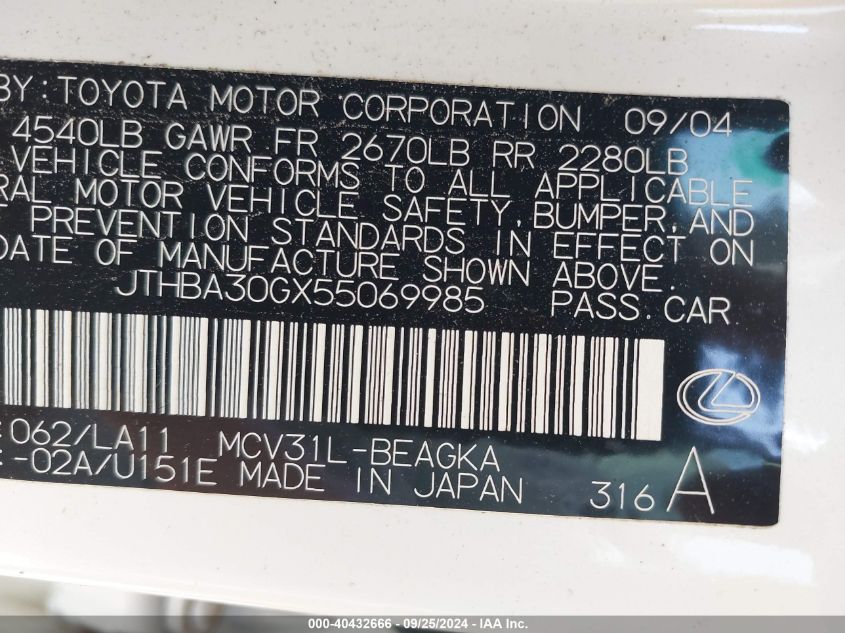 BY: TOYOTA MOTOR CORPORATION 09/04
4540LB GAWR FR 2670LB RR 2280LB
VEHICLE CONFORMS TO ALL APPLICABLE
RAL MOTOR VEHICLE SAFETY, BUMPER, AND
PREVENTION STANDARDS IN EFFECT ON
DATE OF MANUFACTURE SHOWN ABOVE.
JTHBA30GX55069985 PASS.CAR
062/LA11 MCV31L-BEAGKA
-02A/U151E MADE IN JAPAN 316 A
000-40432666 - 09/25/2024 - IAAI Inc.